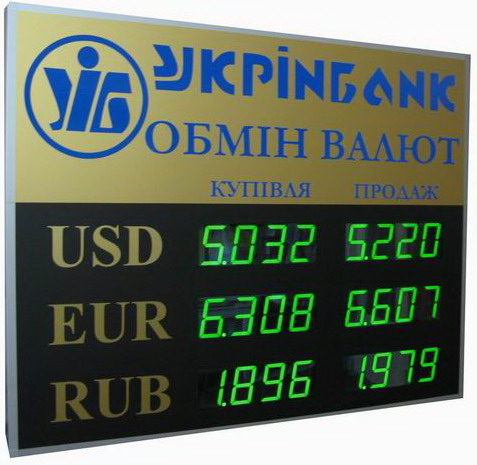 УІБ УКРІНБАНК
ОБМІН ВАЛЮТ
КУПІВЛЯ ПРОДАЖ
USD 5.032 5.220
EUR 6.308 6.607
RUB 1.896 1.979